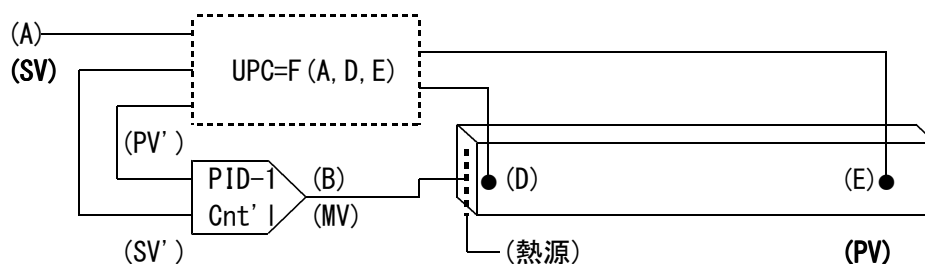 (A)
(SV)
UPC=F(A,D,E)
(PV')
PID-1
Cnt'l
(B)
(MV)
(D)
(E)
(SV')
(熱源)
(PV)